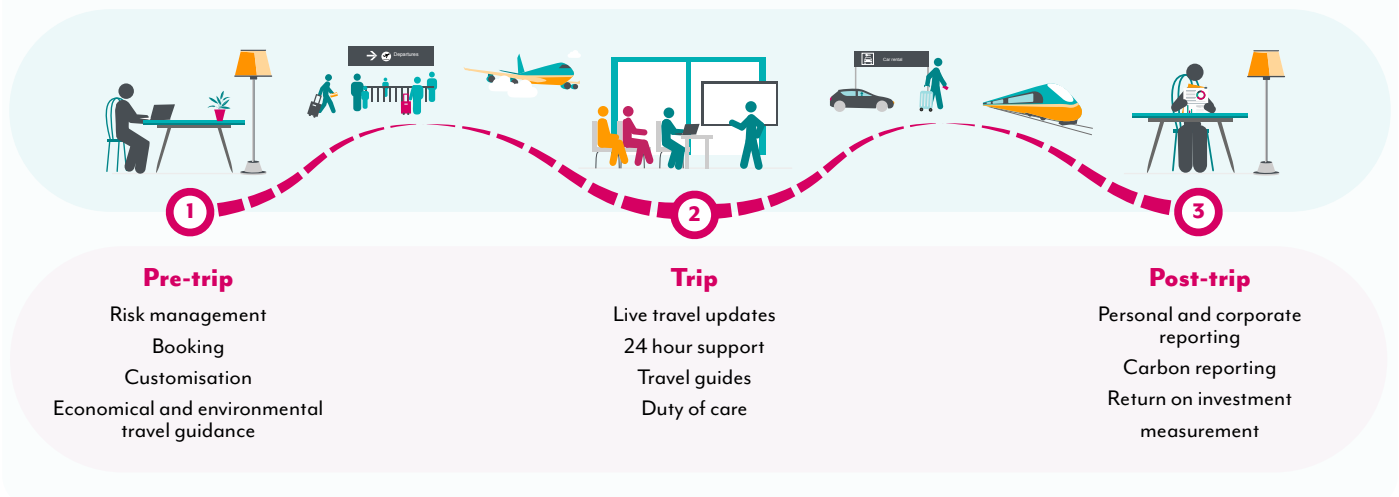 Departures
Car rental
1
2
3
Pre-trip
Risk management
Booking
Customisation
Economical and environmental
travel guidance
Trip
Live travel updates
24 hour support
Travel guides
Duty of care
Post-trip
Personal and corporate
reporting
Carbon reporting
Return on investment
measurement